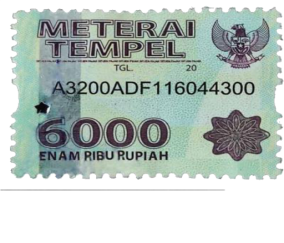 METERAI
TEMPEL
TGL. 20
A3200ADF116044300
6000
ENAM RIBU RUPIAH